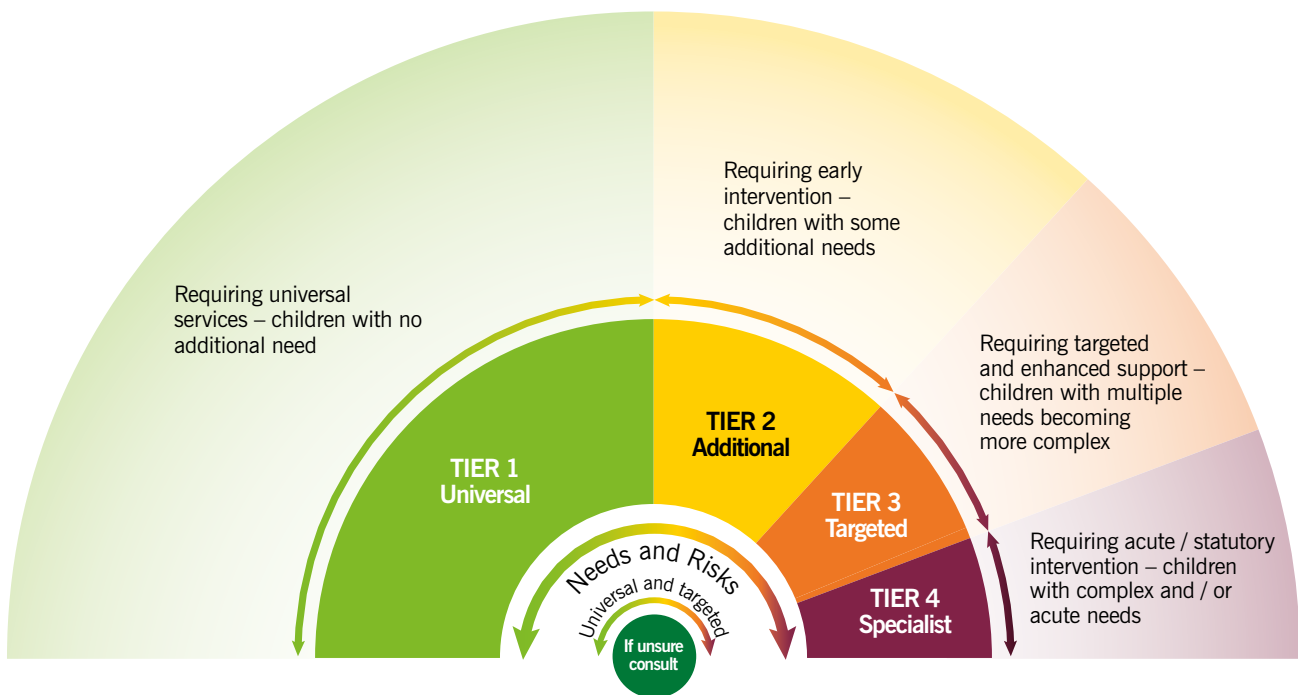 Requiring universal
services – children with no
additional need
Requiring early
intervention –
children with some
additional needs
Requiring targeted
and enhanced support –
children with multiple
needs becoming
more complex
Requiring acute / statutory
intervention – children
with complex and / or
acute needs
TIER 1
Universal
TIER 2
Additional
TIER 3
Targeted
TIER 4
Specialist
Needs and Risks
Universal and targeted
If unsure
consult